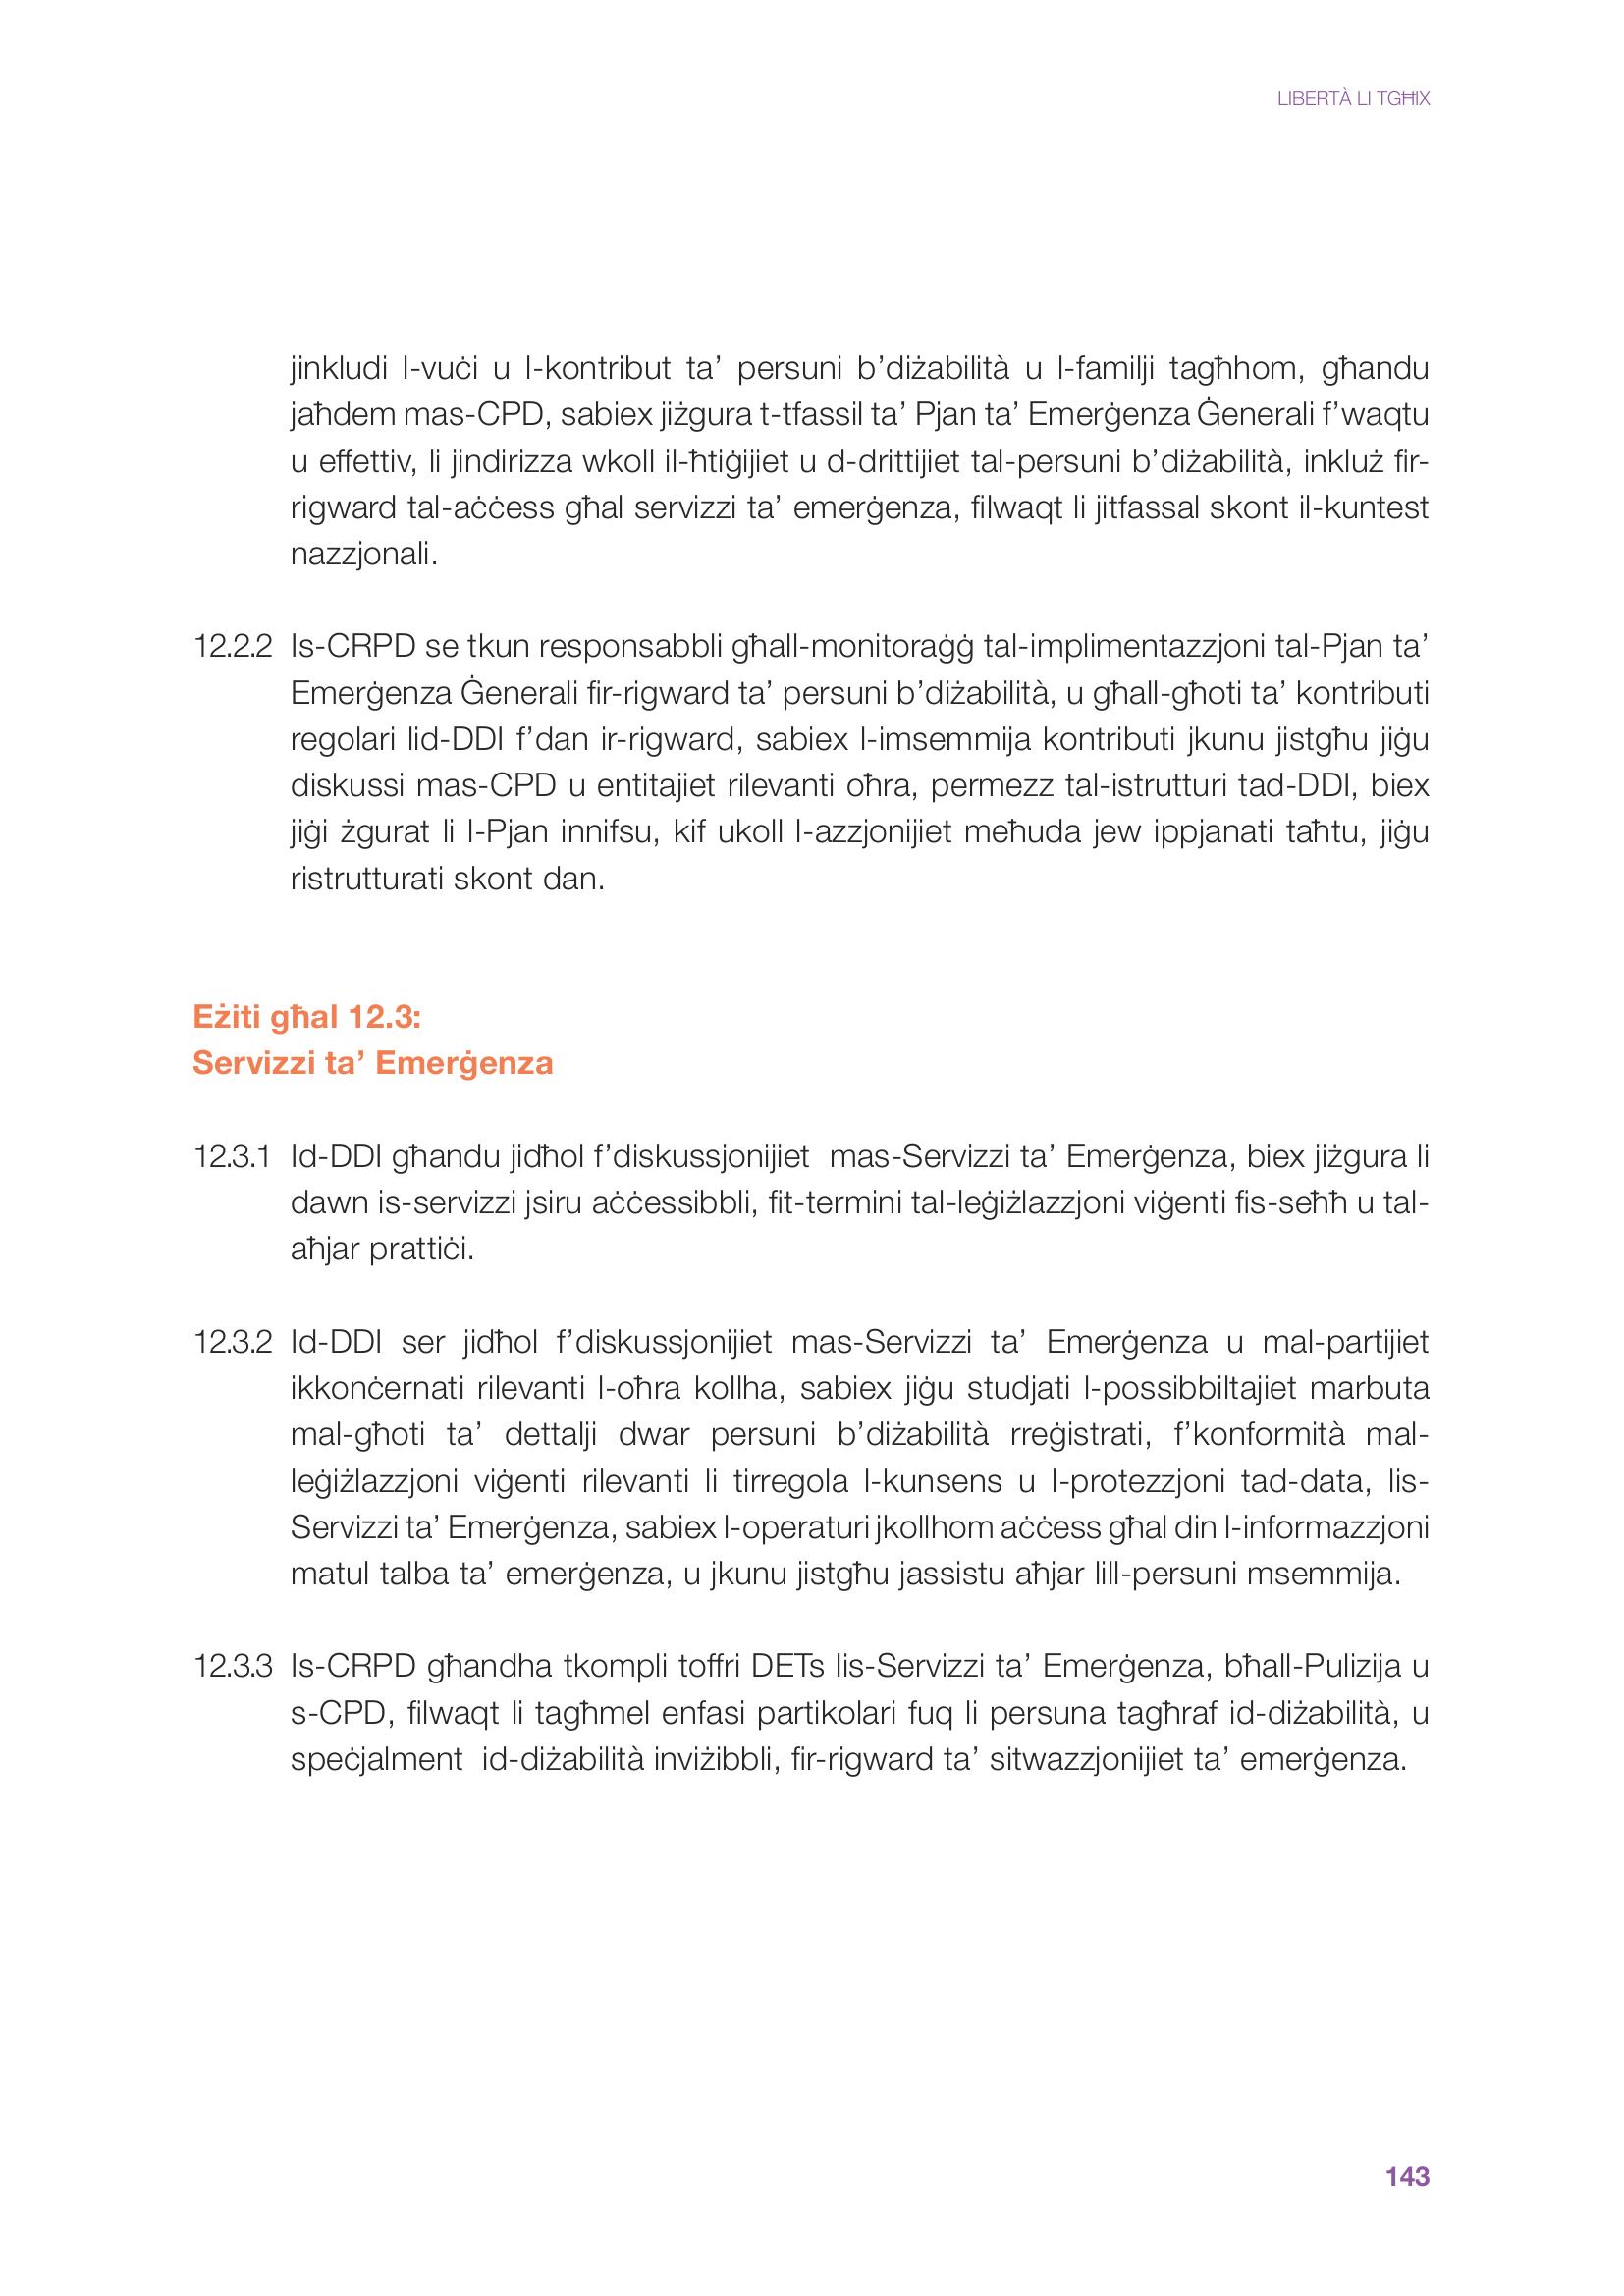 LIBERTÀ LI TGĦIX
jinkludi l-vuċi u l-kontribut ta’ persuni b’diżabilità u l-familji tagħhom, għandu
jaħdem mas-CPD, sabiex jiżgura t-tfassil ta’ Pjan ta’ Emerġenza Ġenerali f’waqtu
u effettiv, li jindirizza wkoll il-ħtiġijiet u d-drittijiet tal-persuni b’diżabilità, inkluż fir-
rigward tal-aċċess għal servizzi ta’ emerġenza, filwaqt li jitfassal skont il-kuntest
nazzjonali.
12.2.2 Is-CRPD se tkun responsabbli għall-monitoraġġ tal-implimentazzjoni tal-Pjan ta’
Emerġenza Ġenerali fir-rigward ta’ persuni b’diżabilità, u għall-għoti ta’ kontributi
regolari lid-DDI f’dan ir-rigward, sabiex l-imsemmija kontributi jkunu jistgħu jiġu
diskussi mas-CPD u entitajiet rilevanti oħra, permezz tal-istrutturi tad-DDI, biex
jiġi żgurat li l-Pjan innifsu, kif ukoll l-azzjonijiet meħuda jew ippjanati taħtu, jiġu
ristrutturati skont dan.
Eżiti għal 12.3:
Servizzi ta’ Emerġenza
12.3.1 Id-DDI għandu jidħol f’diskussjonijiet mas-Servizzi ta’ Emerġenza, biex jiżgura li
dawn is-servizzi jsiru aċċessibbli, fit-termini tal-leġiżlazzjoni viġenti fis-seħħ u tal-
aħjar prattiċi.
12.3.2 Id-DDI ser jidħol f’diskussjonijiet mas-Servizzi ta’ Emerġenza u mal-partijiet
ikkonċernati rilevanti l-oħra kollha, sabiex jiġu studjati l-possibbiltajiet marbuta
mal-għoti ta’ dettalji dwar persuni b’diżabilità rreġistrati, f’konformità mal-
leġiżlazzjoni viġenti rilevanti li tirregola l-kunsens u l-protezzjoni tad-data, lis-
Servizzi ta’ Emerġenza, sabiex l-operaturi jkollhom aċċess għal din l-informazzjoni
matul talba ta’ emerġenza, u jkunu jistgħu jassistu aħjar lill-persuni msemmija.
12.3.3 Is-CRPD għandha tkompli toffri DETs lis-Servizzi ta’ Emerġenza, bħall-Pulizija u
s-CPD, filwaqt li tagħmel enfasi partikolari fuq li persuna tagħraf id-diżabilità, u
speċjalment id-diżabilità inviżibbli, fir-rigward ta’ sitwazzjonijiet ta’ emerġenza.
143